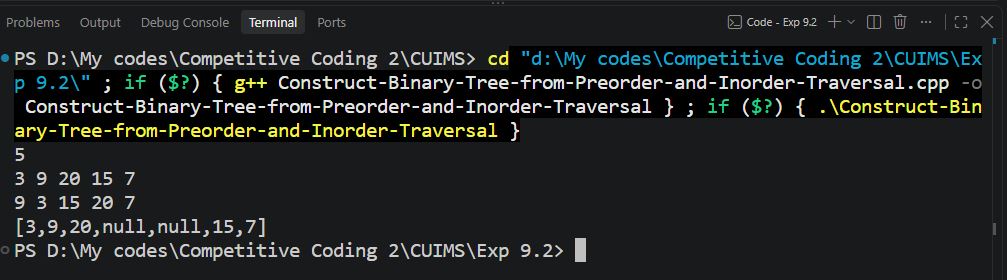 Problems Output Debug Console Terminal Ports Code - Exp 9.2
PS D:\My codes\Competitive Coding 2\CUIMS> cd "d:\My codes\Competitive Coding 2\CUIMS\Ex
p 9.2\" ; if ($?) { g++ Construct-Binary-Tree-from-Preorder-and-Inorder-Traversal.cpp -o
Construct-Binary-Tree-from-Preorder-and-Inorder-Traversal } ; if ($?) { .\Construct-Bin
ary-Tree-from-Preorder-and-Inorder-Traversal }
5
3 9 20 15 7
9 3 15 20 7
[3,9,20,null,null,15,7]
PS D:\My codes\Competitive Coding 2\CUIMS\Exp 9.2>